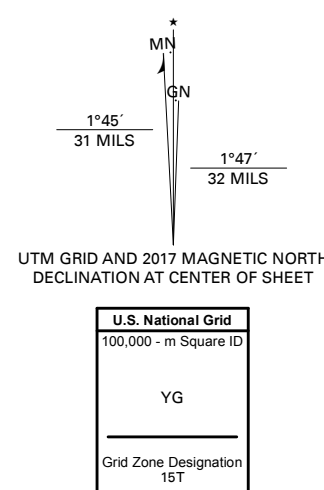 ★
MN
GN
1°45´
31 MILS
1°47´
32 MILS
UTM GRID AND 2017 MAGNETIC NORTH
DECLINATION AT CENTER OF SHEET
U.S. National Grid
100,000 - m Square ID
YG
Grid Zone Designation
15T